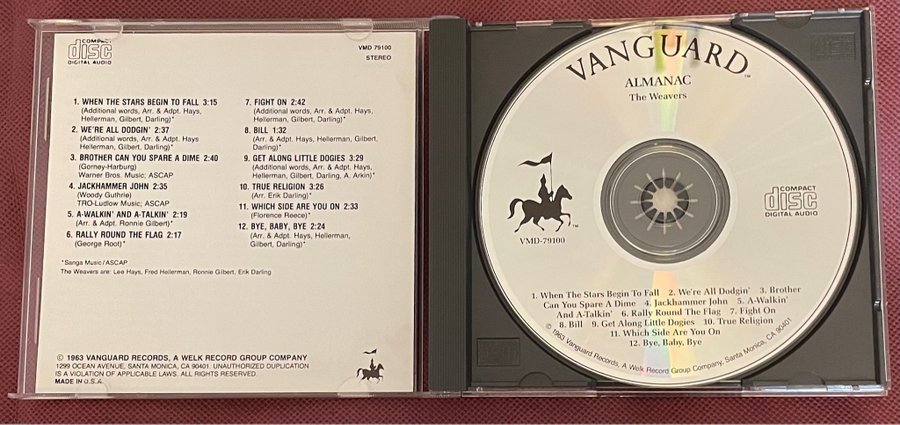 COMPACT
disc
DIGITAL AUDIO
VMD 79100
STEREO
1. WHEN THE STARS BEGIN TO FALL 3:15
(Additional words, Arr. & Adpt. Hays,
Hellerman, Gilbert, Darling)*
2. WE'RE ALL DODGIN' 2:37
(Additional words, Arr. & Adpt. Hays
Hellerman, Gilbert, Darling)*
3. BROTHER CAN YOU SPARE A DIME 2:40
(Gorney-Harburg)
Warner Bros. Music; ASCAP
4. JACKHAMMER JOHN 2:35
(Woody Guthrie)
TRO-Ludlow Music; ASCAP
5. A-WALKIN' AND A-TALKIN' 2:19
(Arr. & Adpt. Ronnie Gilbert)*
6. RALLY ROUND THE FLAG 2:17
(George Root)*
7. FIGHT ON 2:42
(Additional words, Arr. & Adpt. Hays,
Hellerman, Gilbert, Darling)*
8. BILL 1:32
(Arr. & Adpt. Hays, Hellerman, Gilbert,
Darling)*
9. GET ALONG LITTLE DOGIES 3:29
(Additional words, Arr. & Adpt. Hays,
Hellerman, Gilbert, Darling, A. Arkin)*
10. TRUE RELIGION 3:26
(Arr. Erik Darling)*
11. WHICH SIDE ARE YOU ON 2:33
(Florence Reece)*
12. BYE, BABY, BYE 2:24
(Arr. & Adpt. Hays, Hellerman,
Gilbert, Darling)*
*Sanga Music/ASCAP
The Weavers are: Lee Hays, Fred Hellerman, Ronnie Gilbert, Erik Darling
© 1963 VANGUARD RECORDS, A WELK RECORD GROUP COMPANY
1299 OCEAN AVENUE, SANTA MONICA, CA 90401. UNAUTHORIZED DUPLICATION
IS A VIOLATION OF APPLICABLE LAWS. ALL RIGHTS RESERVED.
MADE IN U.S.A.
VANGUARD™
ALMANAC
The Weavers
™
VMD-79100
COMPACT
disc
DIGITAL AUDIO
1. When The Stars Begin To Fall 2. We're All Dodgin' 3. Brother
Can You Spare A Dime 4. Jackhammer John 5. A-Walkin'
And A-Talkin' 6. Rally Round The Flag 7. Fight On
8. Bill 9. Get Along Little Dogies 10. True Religion
11. Which Side Are You On
12. Bye, Baby, Bye
© 1963 Vanguard Records, A Welk Record Group Company, Santa Monica, CA 90401